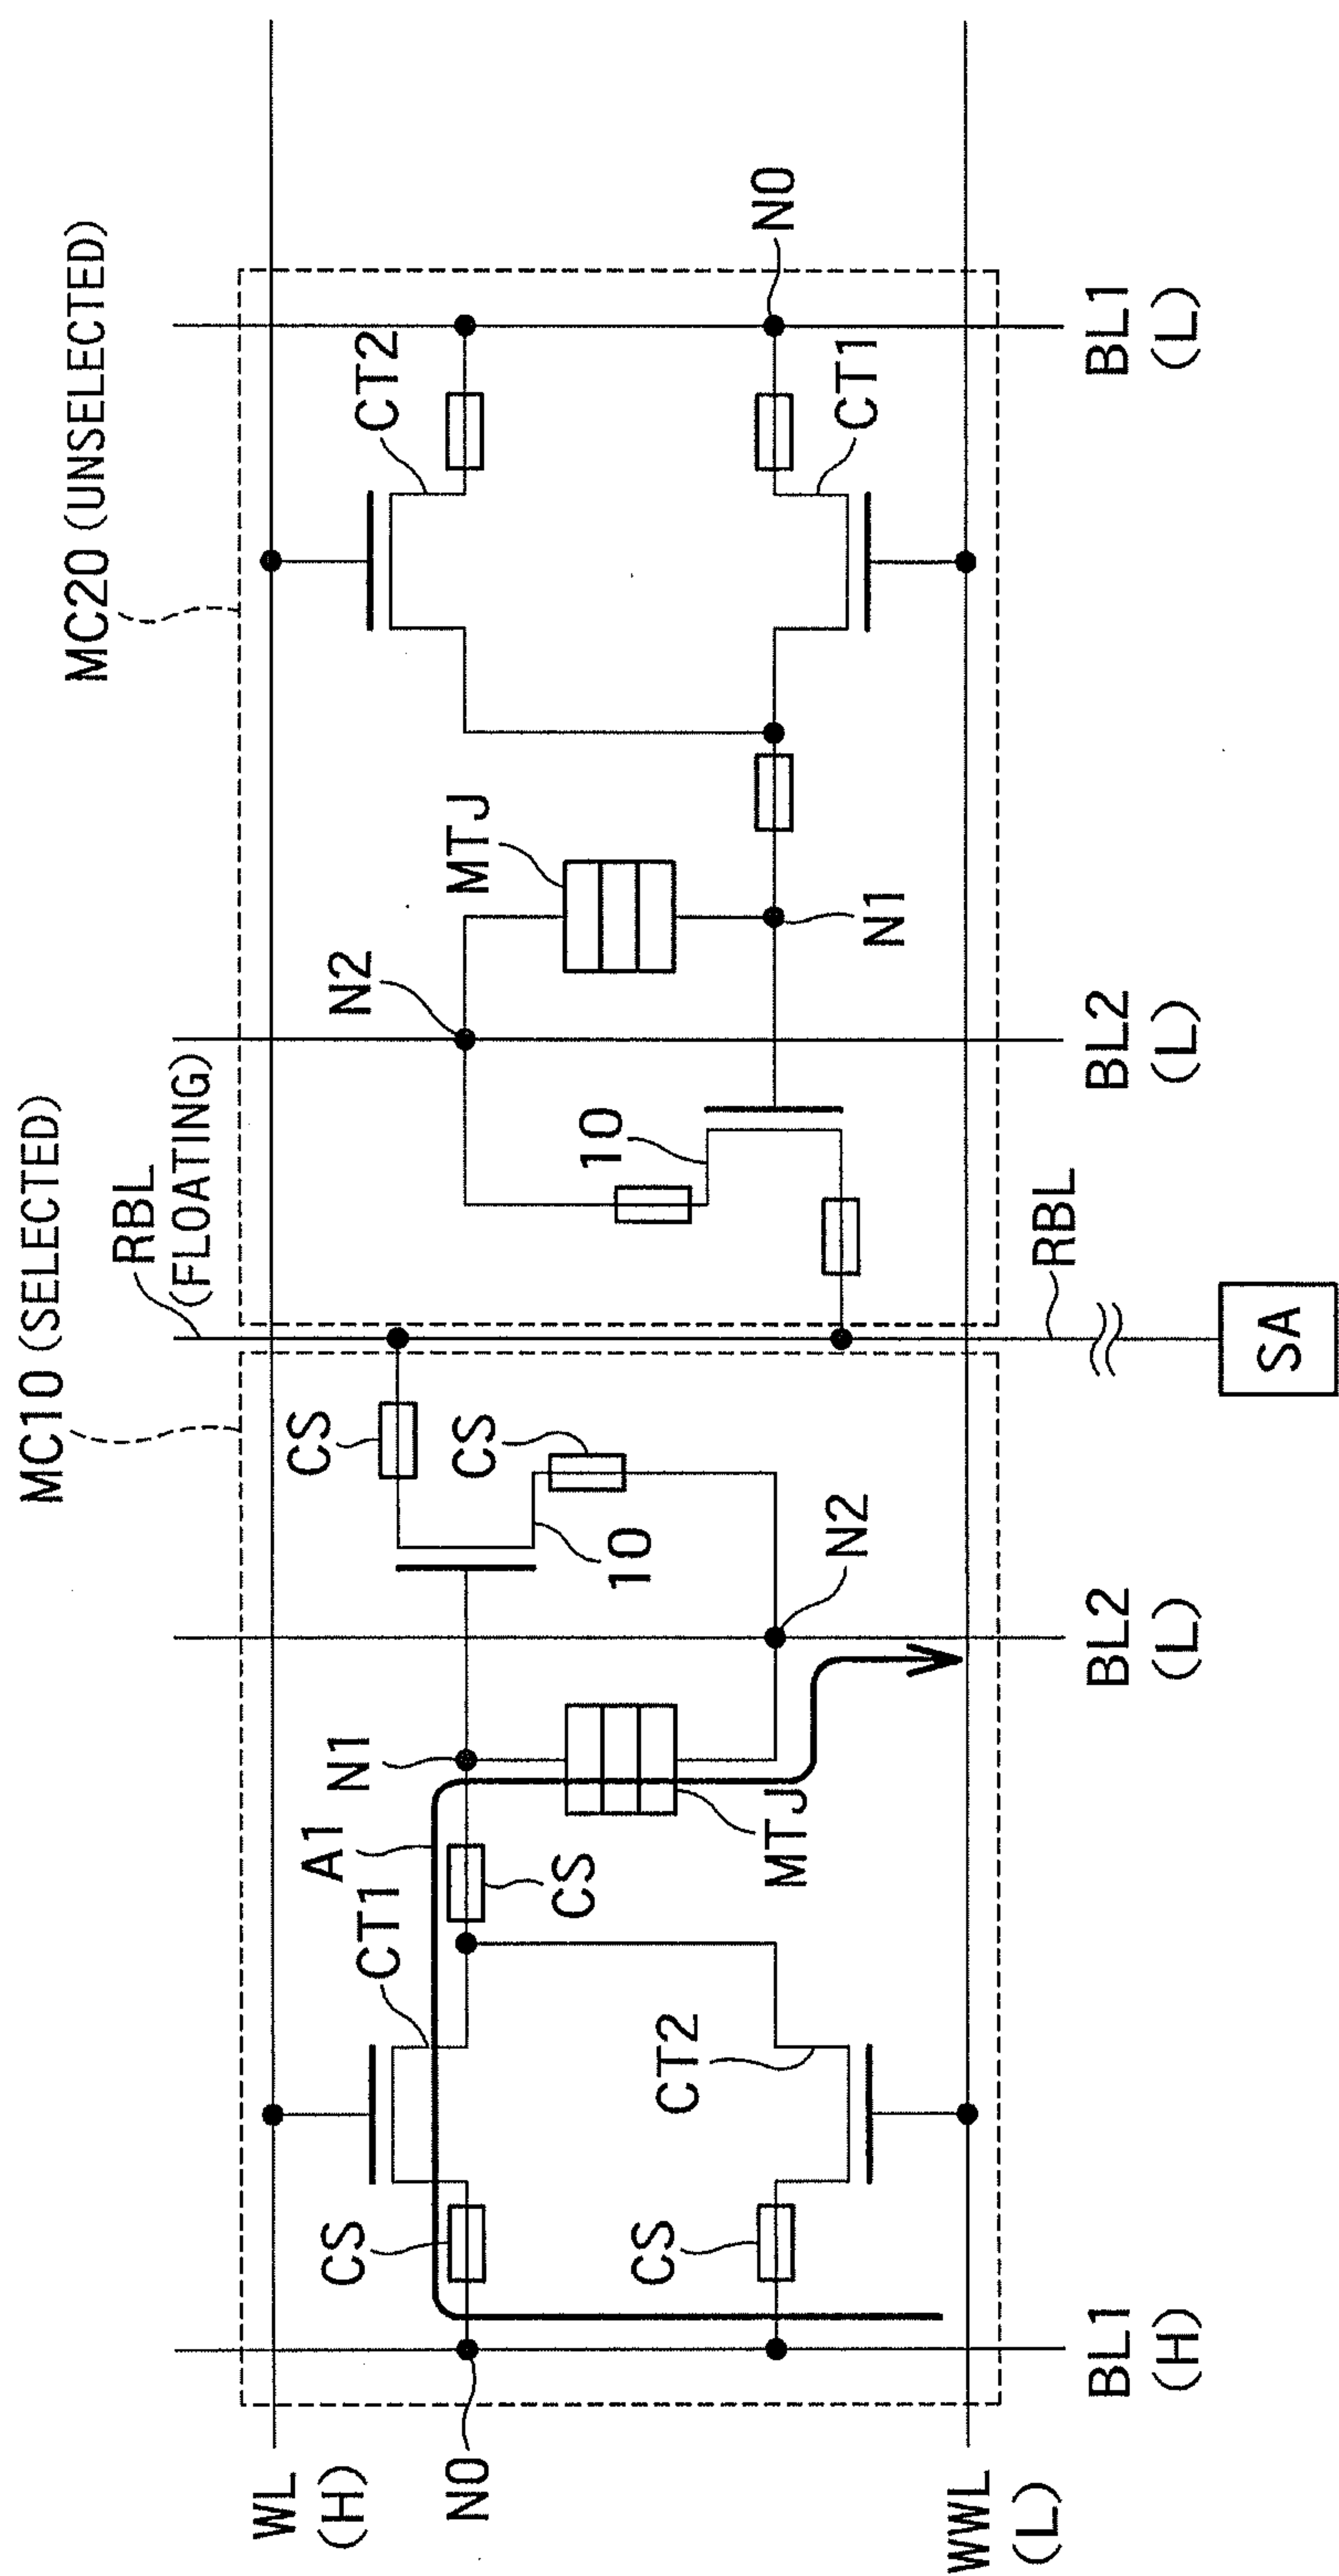 MC10 (SELECTED)
MC20 (UNSELECTED)
RBL
(FLOATING)
WL
(H)
CS
A1
N1
N2
CS
CT1
CT2
N0
CS
MTJ
CS
10
10
CS
CT2
MTJ
N0
N2
CT1
N1
WWL
(L)
RBL
BL1
(H)
BL2
(L)
BL2
(L)
BL1
(L)
SA